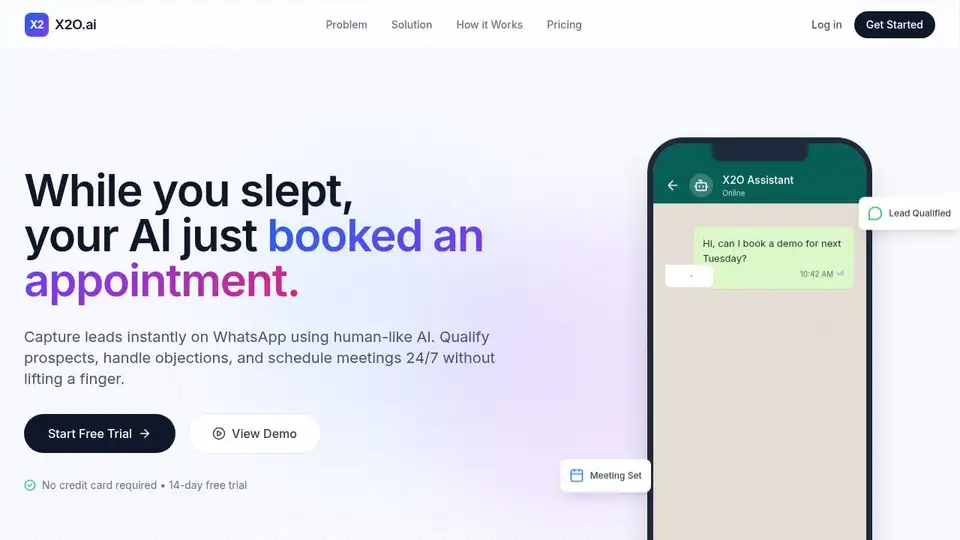 X2 X2O.ai
Problem
Solution
How it Works
Pricing
Log in
Get Started
While you slept,
your AI just booked an
appointment.
Capture leads instantly on WhatsApp using human-like AI. Qualify
prospects, handle objections, and schedule meetings 24/7 without
lifting a finger.
Start Free Trial
View Demo
No credit card required • 14-day free trial
X2O Assistant
Online
Lead Qualified
Hi, can I book a demo for next
Tuesday?
10:42 AM
Meeting Set